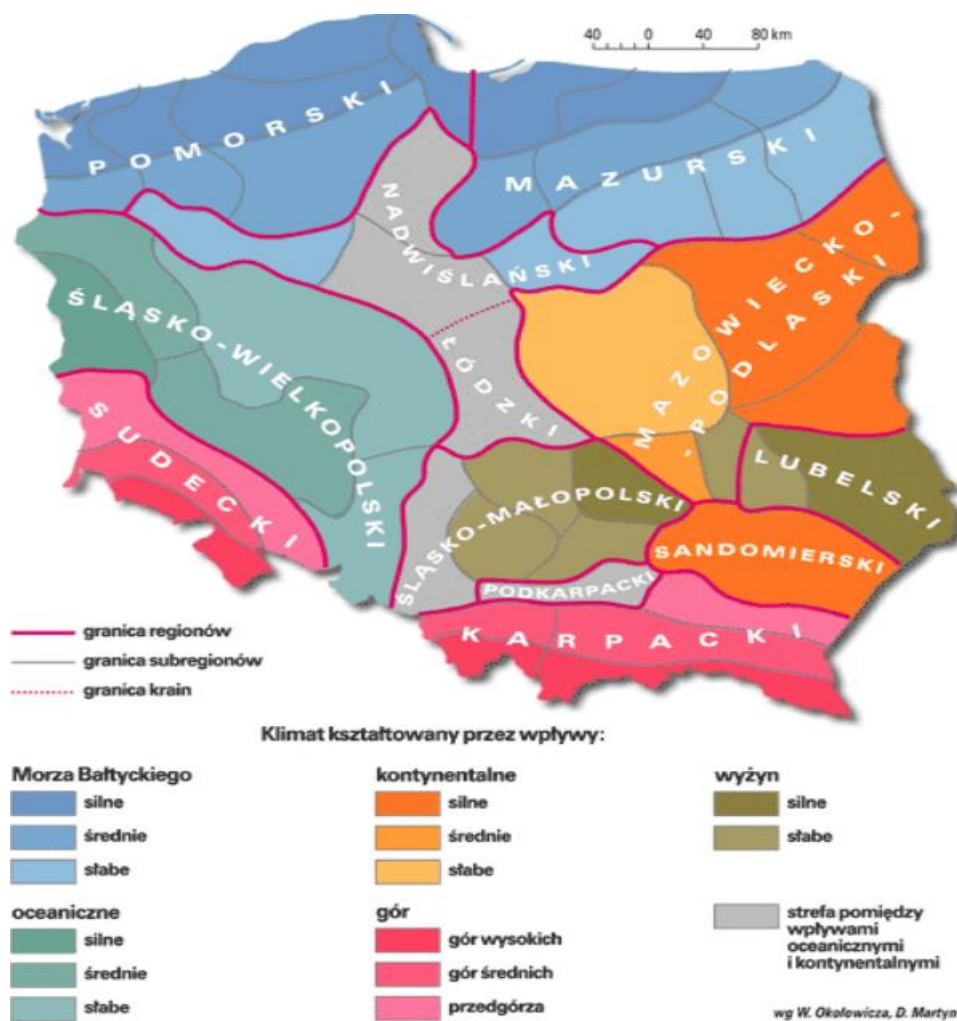 40 0 40 80 km
POMORSKI
MAZURSKI
NADWIŚLAŃSKI
MAZOWIECKO-
-PODLASKI
ŚLĄSKO-WIELKOPOLSKI
ŁÓDZKI
SUDECKI
LUBELSKI
ŚLĄSKO-MAŁOPOLSKI
SANDOMIERSKI
PODKARPACKI
KARPACKI
granica regionów
granica subregionów
granica krain
Klimat kształtowany przez wpływy:
Morza Bałtyckiego
silne
średnie
słabe
kontynentalne
silne
średnie
słabe
wyżyn
silne
słabe
oceaniczne
silne
średnie
słabe
gór
gór wysokich
gór średnich
przedgórza
strefa pomiędzy
wpływami
oceanicznymi
i kontynentalnymi
wg W. Okołowicza, D. Martyn